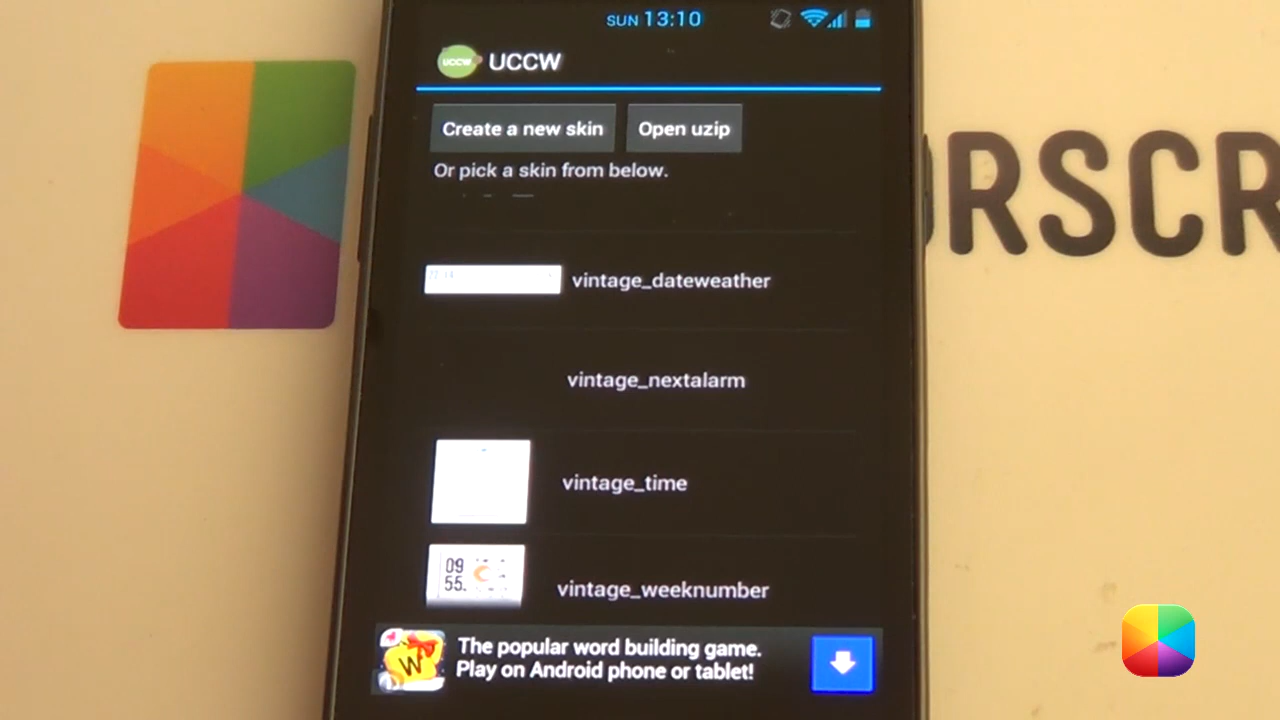 SUN 13:10
UCCW
UCCW
Create a new skin
Open uzip
Or pick a skin from below.
RSCR
vintage_dateweather
vintage_nextalarm
vintage_time
09
55.
vintage_weeknumber
W
The popular word building game.
Play on Android phone or tablet!